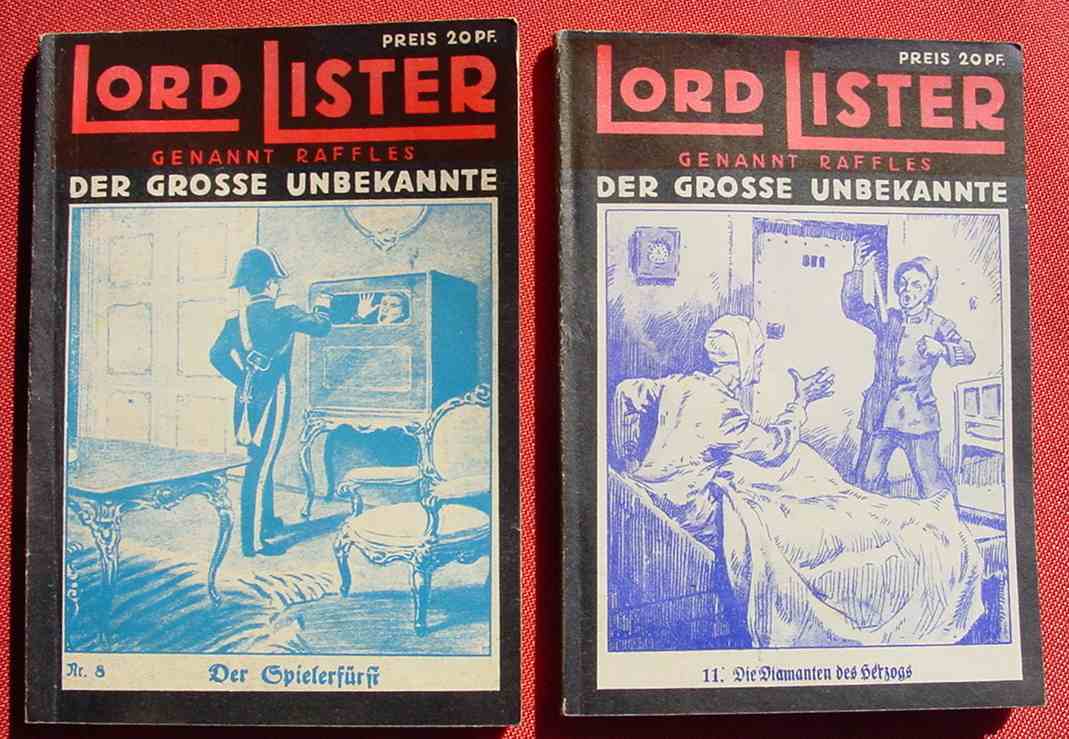 PREIS 20 PF.
LORD LISTER
GENANNT RAFFLES
DER GROSSE UNBEKANNTE
Nr. 8 Der Spielerfürst
PREIS 20 PF.
LORD LISTER
GENANNT RAFFLES
DER GROSSE UNBEKANNTE
11. Die Diamanten des Herzogs